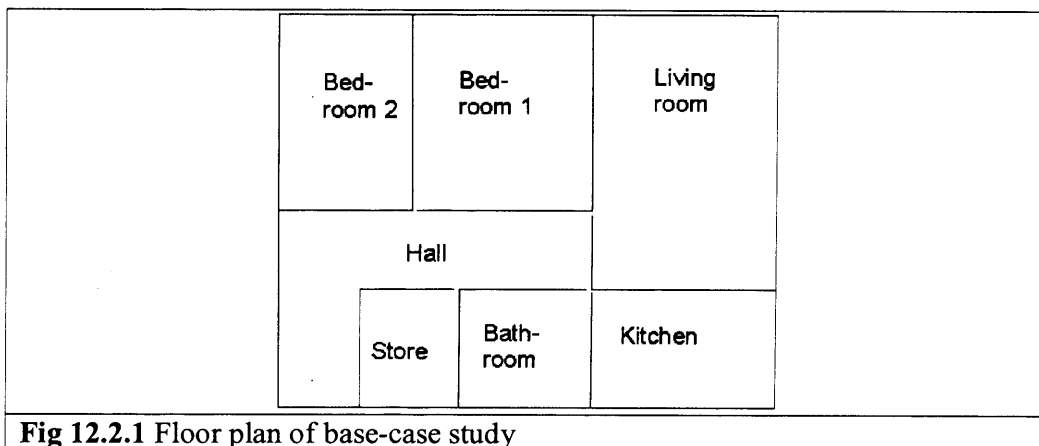 Bed-
room 2
Bed-
room 1
Living
room
Hall
Store
Bath-
room
Kitchen
Fig 12.2.1 Floor plan of base-case study